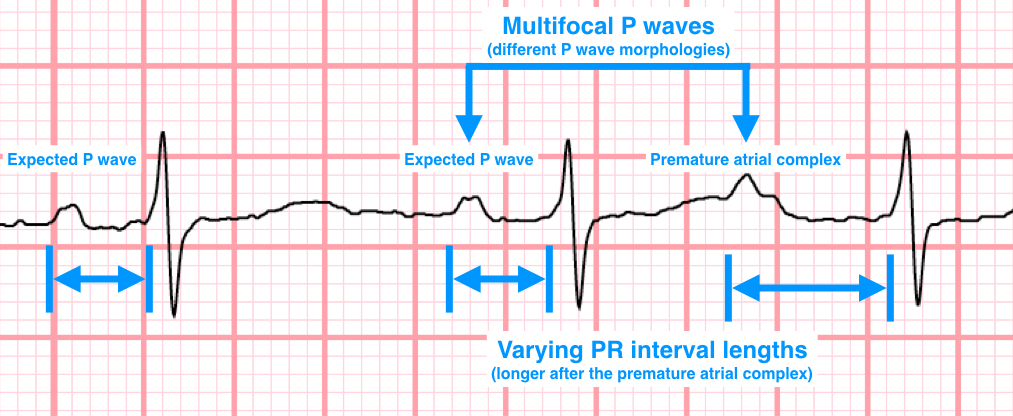 Multifocal P waves
(different P wave morphologies)
Expected P wave
Expected P wave
Premature atrial complex
Varying PR interval lengths
(longer after the premature atrial complex)